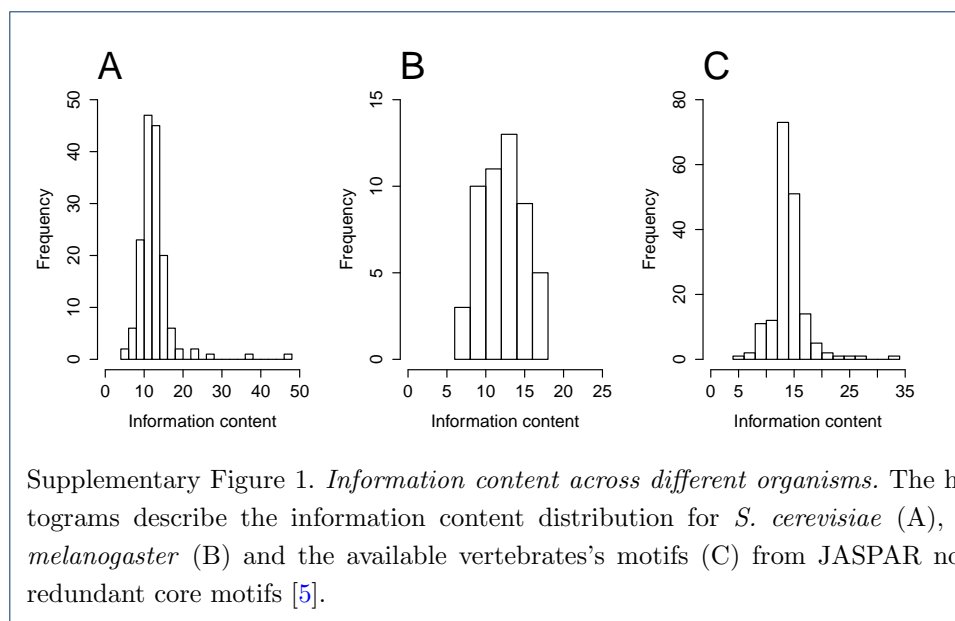 A
B
C
50
40
30
20
10
0
Frequency
0 10 20 30 40 50
Information content
15
10
5
0
Frequency
0 5 10 15 20 25
Information content
80
60
40
20
0
Frequency
0 5 15 25 35
Information content
Supplementary Figure 1. Information content across different organisms. The h
tograms describe the information content distribution for S. cerevisiae (A),
melanogaster (B) and the available vertebrates's motifs (C) from JASPAR no
redundant core motifs [5].